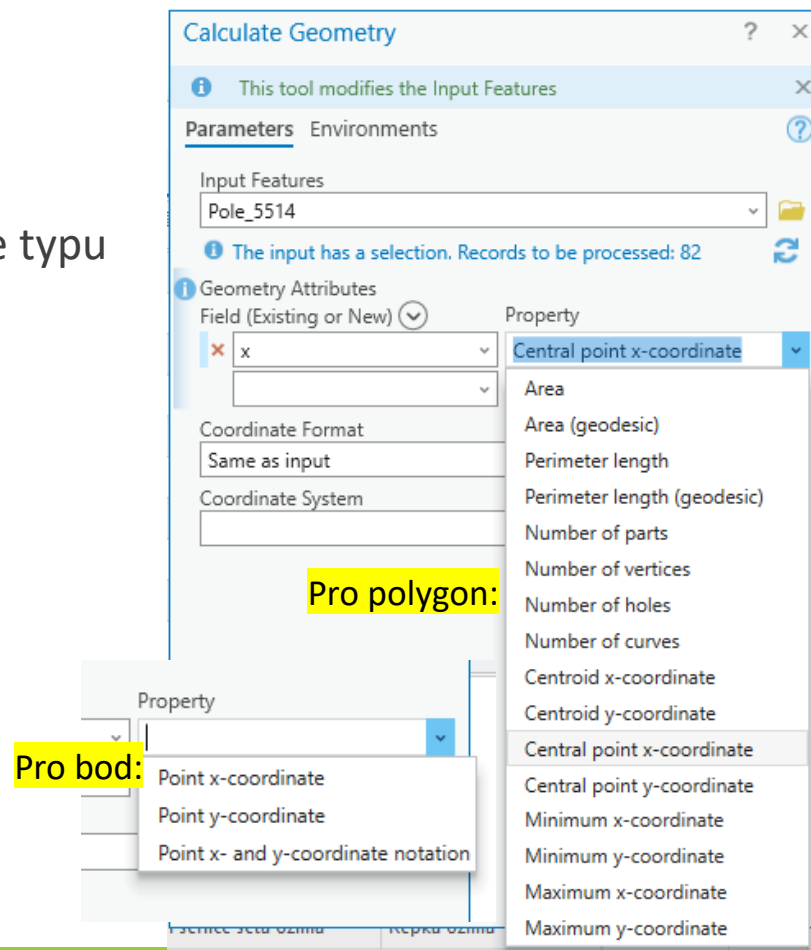 Calculate Geometry
This tool modifies the Input Features
Parameters Environments
Input Features
Pole_5514
typu
The input has a selection. Records to be processed: 82
Geometry Attributes
Field (Existing or New)
Property
x
Central point x-coordinate
Area
Area (geodesic)
Perimeter length
Perimeter length (geodesic)
Number of parts
Number of vertices
Number of holes
Number of curves
Centroid x-coordinate
Centroid y-coordinate
Central point x-coordinate
Central point y-coordinate
Minimum x-coordinate
Minimum y-coordinate
Maximum x-coordinate
Maximum y-coordinate
Coordinate Format
Same as input
Coordinate System
Pro polygon:
Property
Pro bod:
Point x-coordinate
Point y-coordinate
Point x- and y-coordinate notation